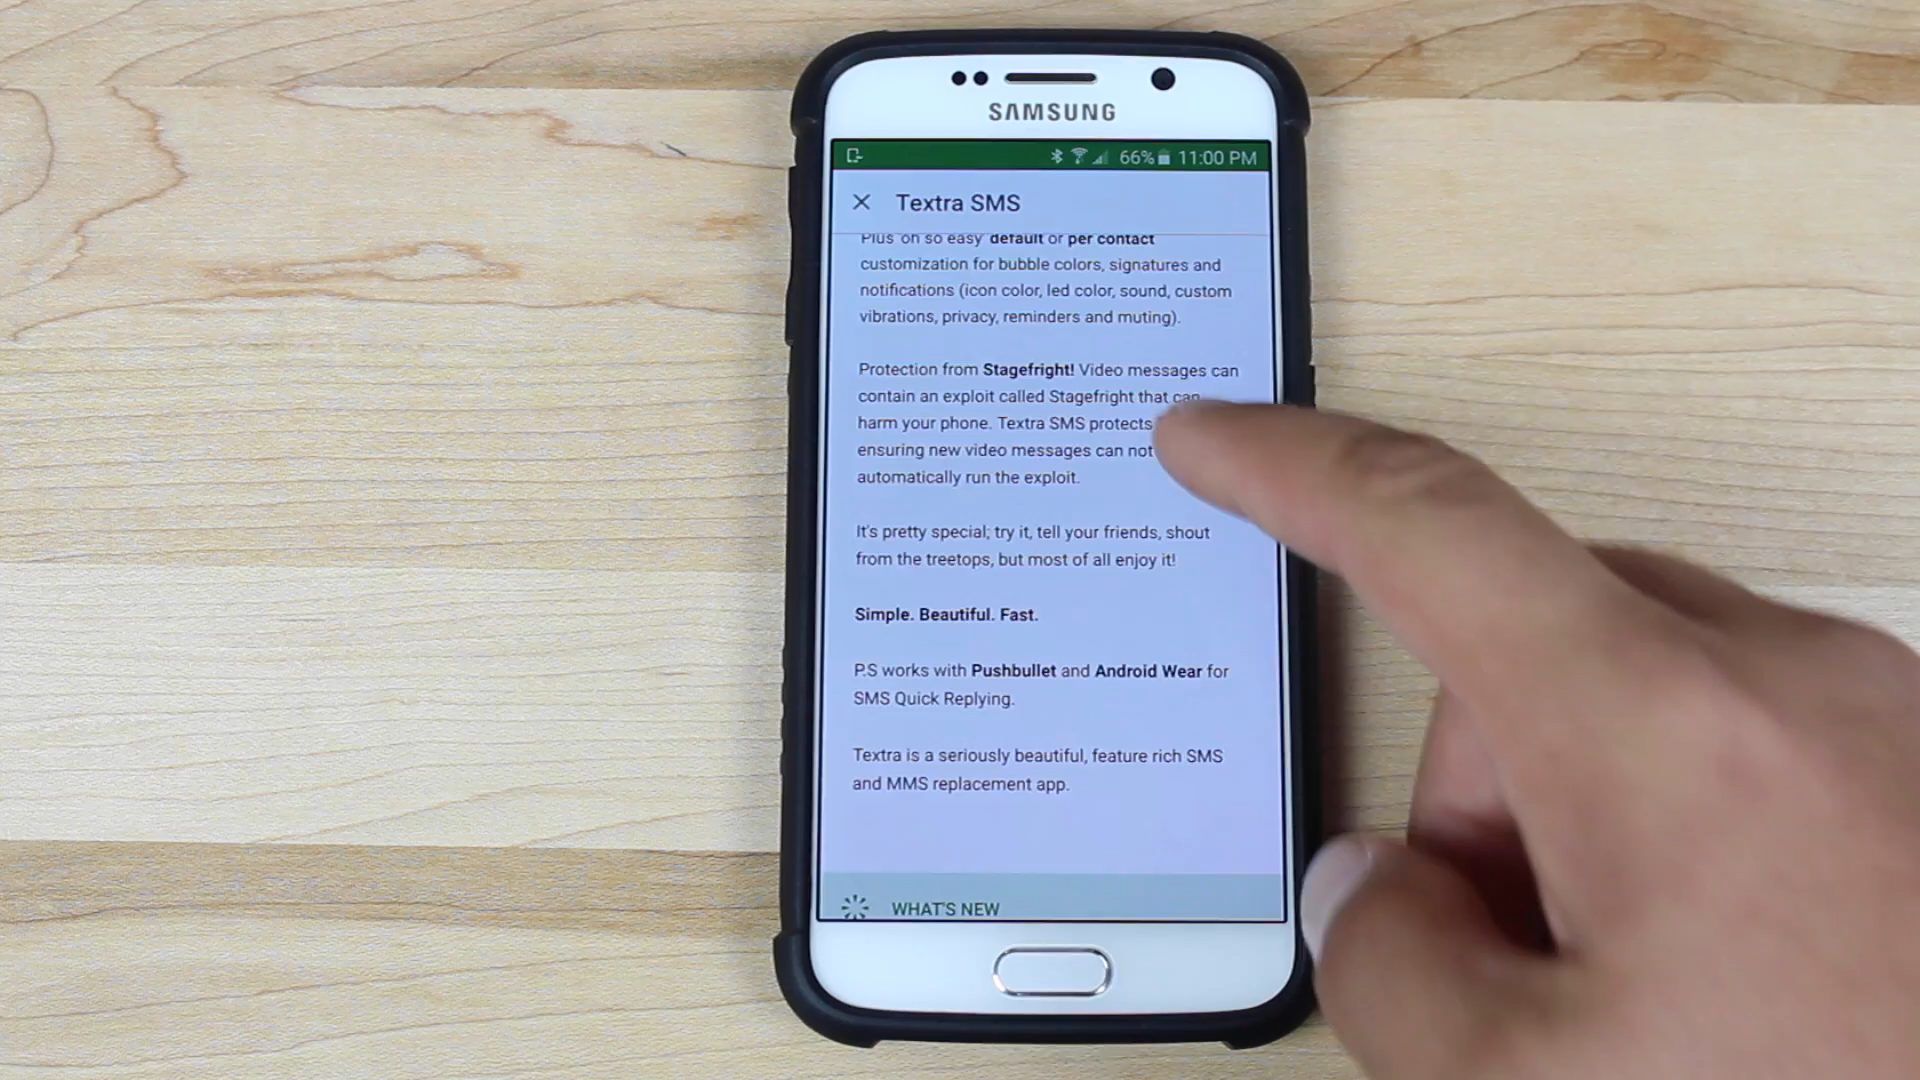 SAMSUNG
66% 11:00 PM
Textra SMS
Plus 'oh so easy' default or per contact
customization for bubble colors, signatures and
notifications (icon color, led color, sound, custom
vibrations, privacy, reminders and muting).
Protection from Stagefright! Video messages can
contain an exploit called Stagefright that can
harm your phone. Textra SMS protects
ensuring new video messages can not
automatically run the exploit.
It's pretty special; try it, tell your friends, shout
from the treetops, but most of all enjoy it!
Simple. Beautiful. Fast.
P.S works with Pushbullet and Android Wear for
SMS Quick Replying.
Textra is a seriously beautiful, feature rich SMS
and MMS replacement app.
WHAT'S NEW